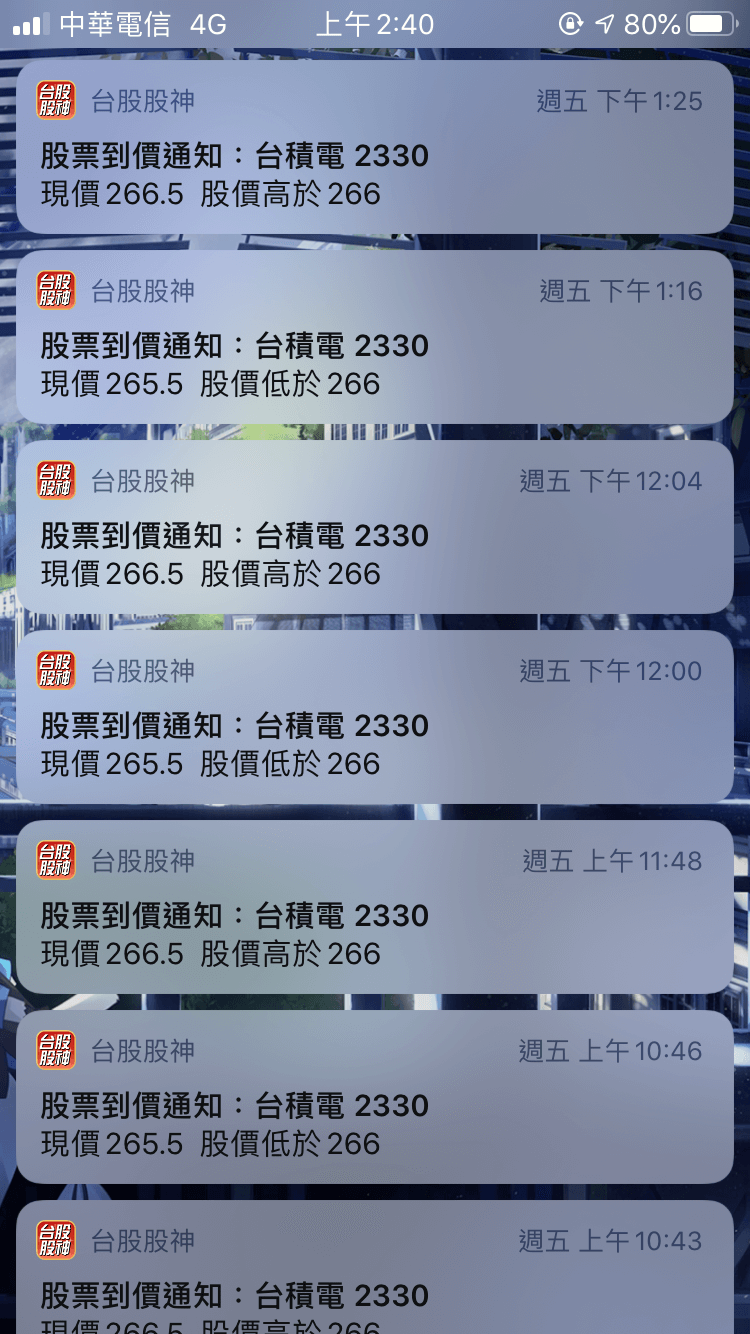 中華電信 4G 上午2:40 80%
台股股神 台股股神 週五 下午1:25
股票到價通知：台積電 2330
現價266.5 股價高於266
台股股神 台股股神 週五 下午1:16
股票到價通知：台積電 2330
現價265.5 股價低於266
台股股神 台股股神 週五 下午12:04
股票到價通知：台積電 2330
現價266.5 股價高於266
台股股神 台股股神 週五 下午12:00
股票到價通知：台積電 2330
現價265.5 股價低於266
台股股神 台股股神 週五 上午11:48
股票到價通知：台積電 2330
現價266.5 股價高於266
台股股神 台股股神 週五 上午10:46
股票到價通知：台積電 2330
現價265.5 股價低於266
台股股神 台股股神 週五 上午10:43
股票到價通知：台積電 2330
現價266.5 股價高於266